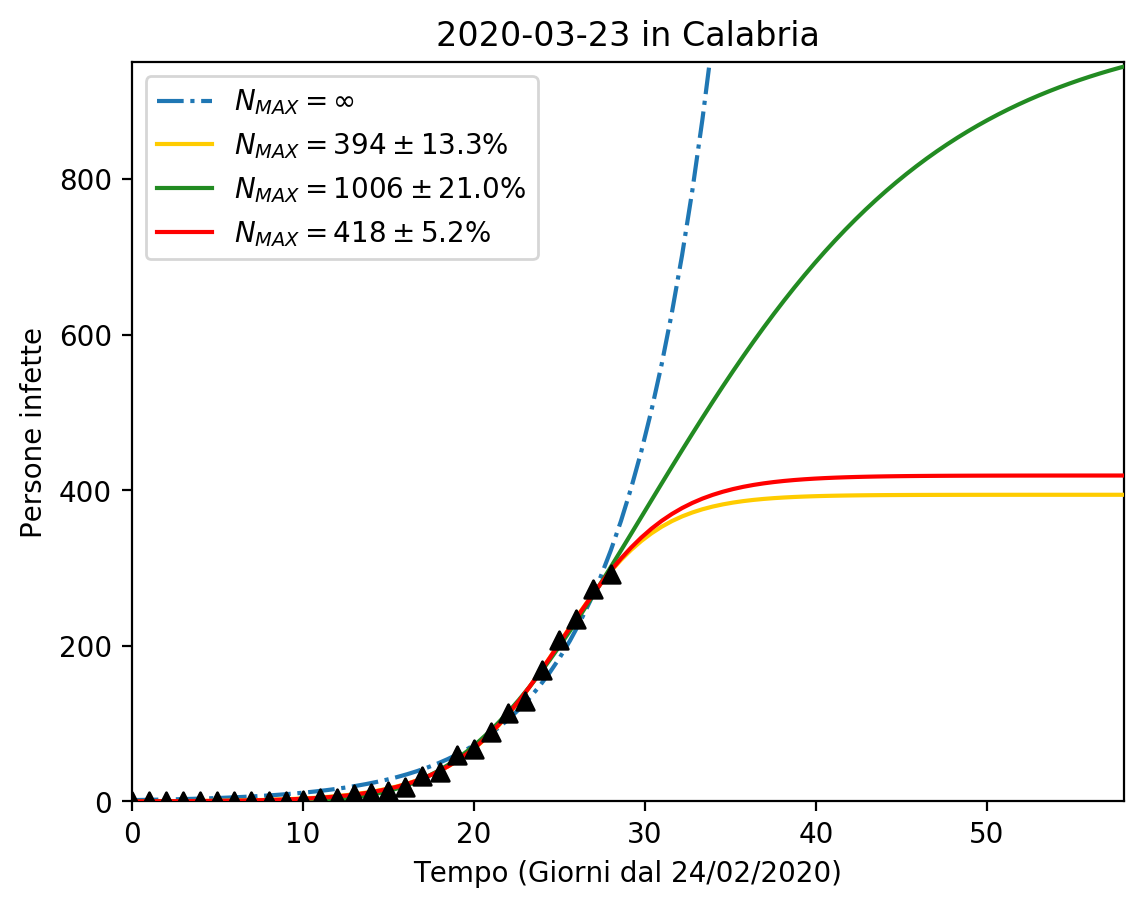 2020-03-23 in Calabria
N_MAX = ∞
N_MAX = 394 ± 13.3%
N_MAX = 1006 ± 21.0%
N_MAX = 418 ± 5.2%
Persone infette
800
600
400
200
0
0 10 20 30 40 50
Tempo (Giorni dal 24/02/2020)